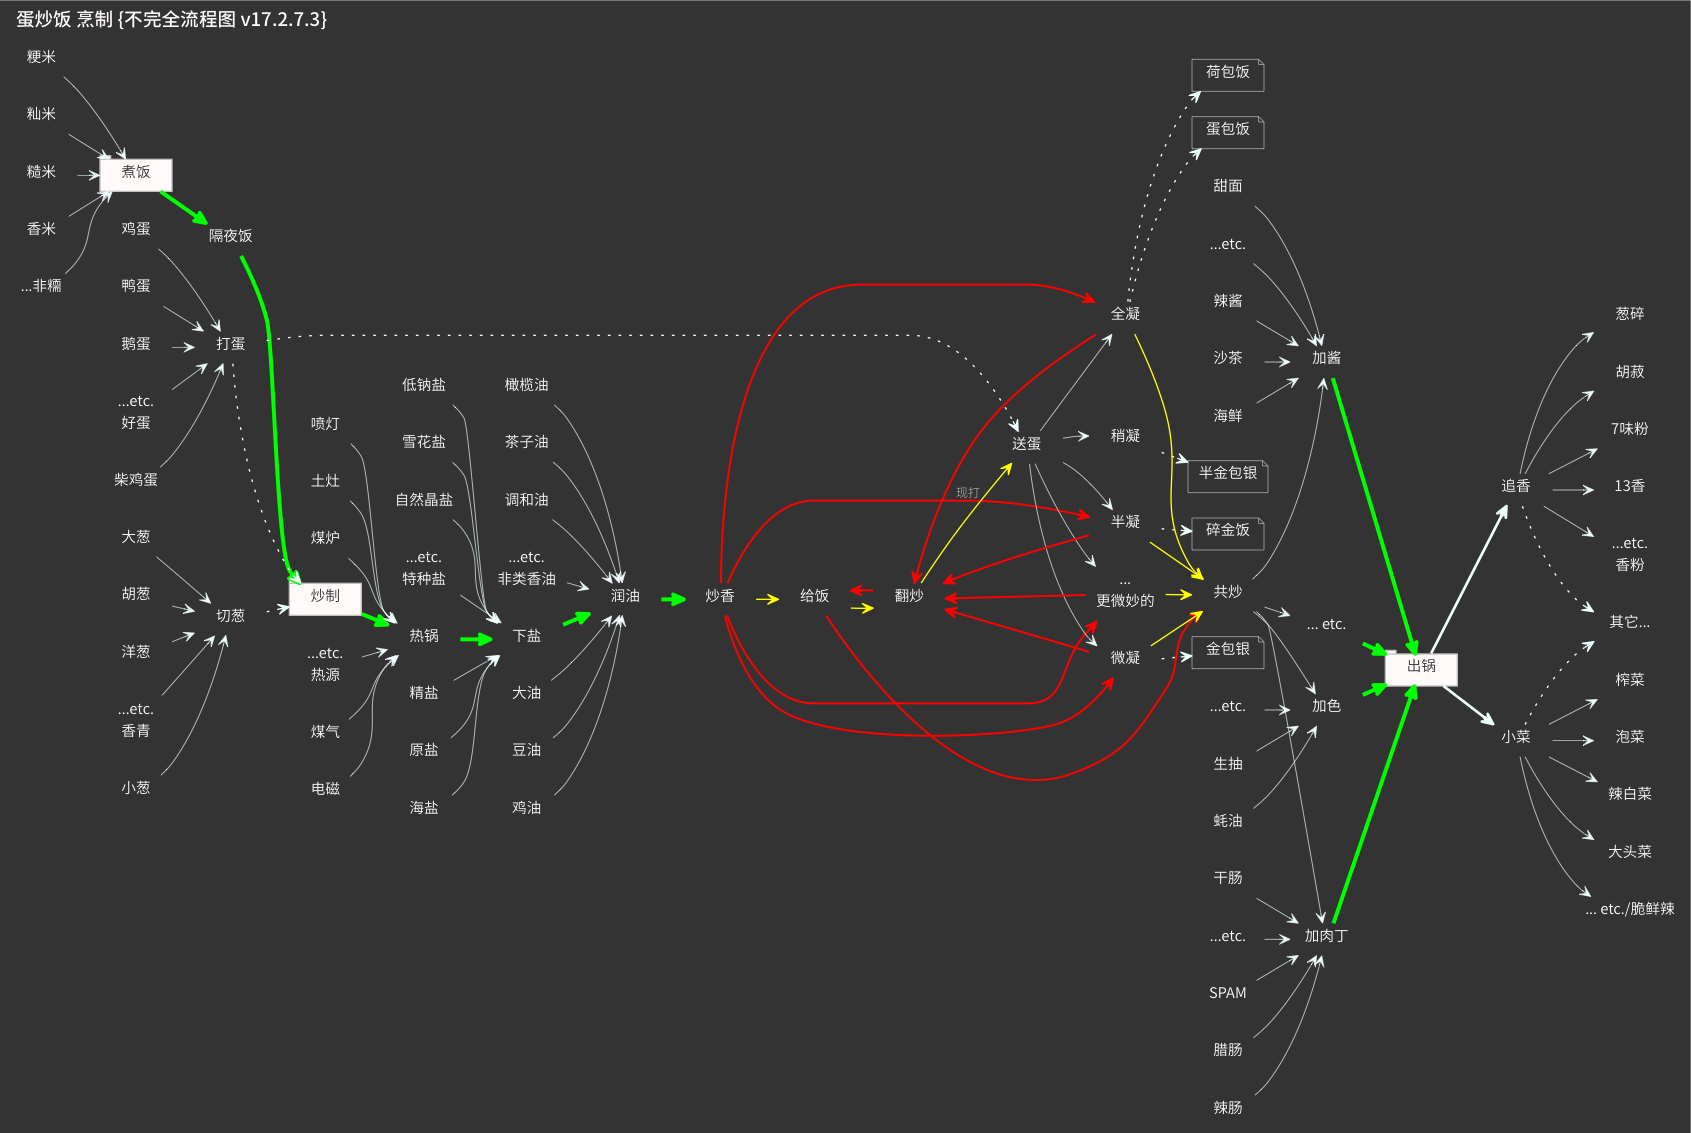 蛋炒饭 烹制 {不完全流程图 v17.2.7.3}
粳米
籼米
糙米
香米
...非糯
煮饭
隔夜饭
鸡蛋
鸭蛋
鹅蛋
...etc.
好蛋
柴鸡蛋
打蛋
大葱
胡葱
洋葱
...etc.
香青
小葱
切葱
喷灯
土灶
煤炉
炒制
...etc.
热源
煤气
电磁
热锅
低钠盐
雪花盐
自然晶盐
...etc.
特种盐
精盐
原盐
海盐
下盐
橄榄油
茶子油
调和油
...etc.
非类香油
大油
豆油
鸡油
润油
炒香
给饭
翻炒
现打
送蛋
全凝
稍凝
半凝
...
更微妙的
微凝
荷包饭
蛋包饭
半金包银
碎金饭
金包银
共炒
甜面
...etc.
辣酱
沙茶
海鲜
加酱
... etc.
...etc.
生抽
蚝油
加色
干肠
...etc.
SPAM
腊肠
辣肠
加肉丁
出锅
追香
小菜
葱碎
胡菽
7味粉
13香
...etc.
香粉
其它...
榨菜
泡菜
辣白菜
大头菜
... etc./脆鲜辣